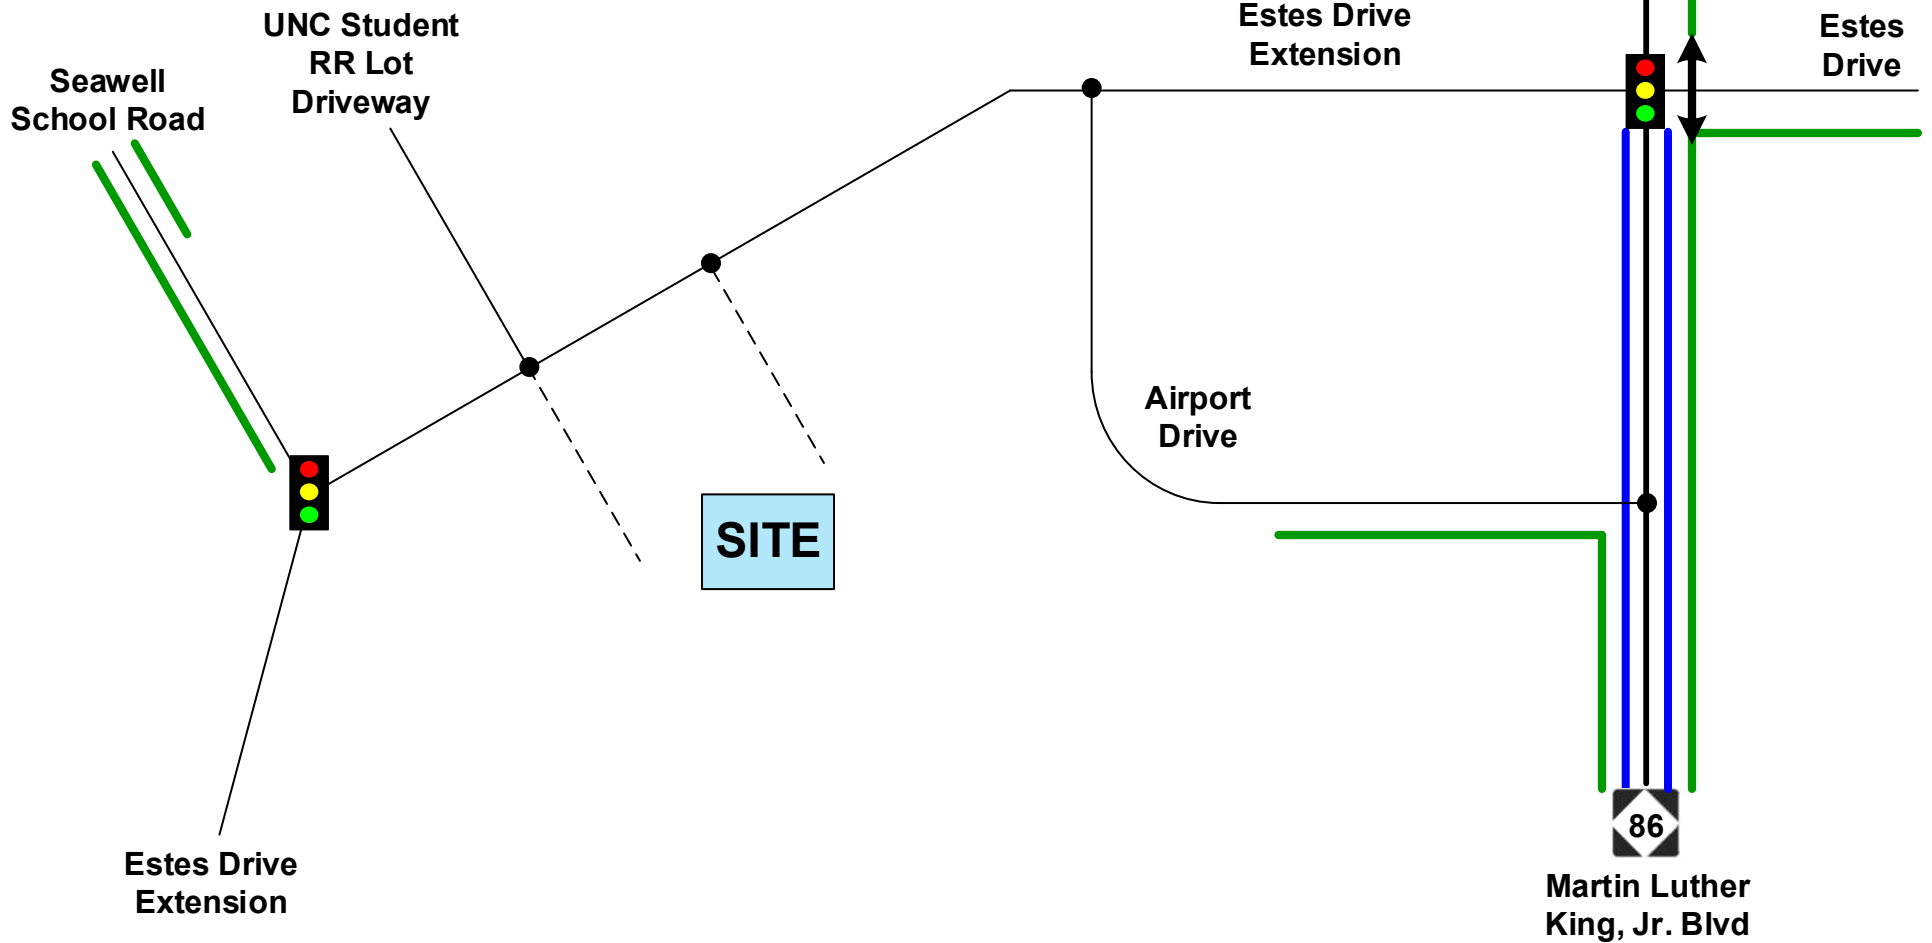 UNC Student
RR Lot
Driveway
Seawell
School Road
Estes Drive
Extension
Estes
Drive
Airport
Drive
SITE
86
Estes Drive
Extension
Martin Luther
King, Jr. Blvd